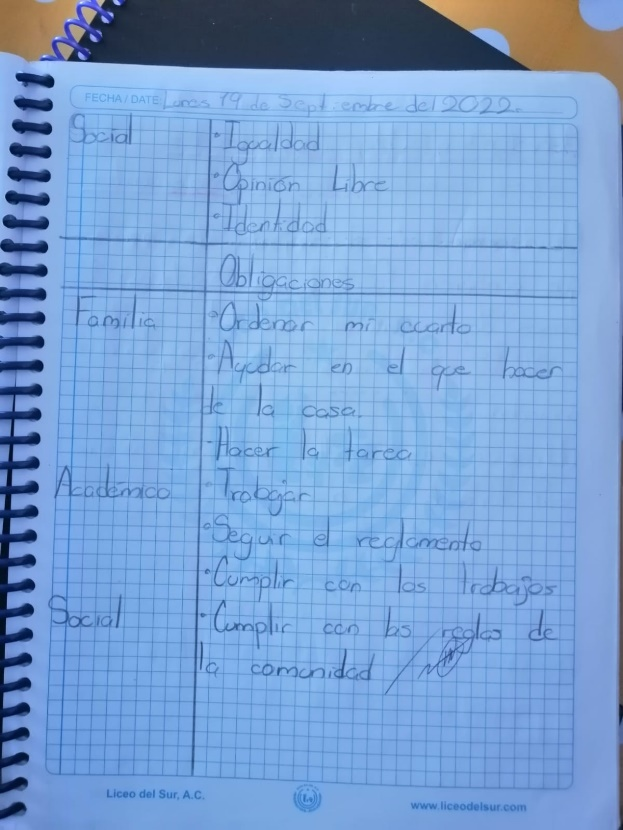 FECHA/DATE Lunes 19 de Septiembre del 2022.
Social · Igualdad
· Opinión Libre
· Identidad
Obligaciones
Familia · Ordenar mi cuarto
· Ayudar en el que hacer
de la casa.
· Hacer la tarea
Académico · Trabajar
· Seguir el reglamento
· Cumplir con los trabajos
Social · Cumplir con las reglas de
la comunidad
Liceo del Sur, A.C. www.liceodelsur.com